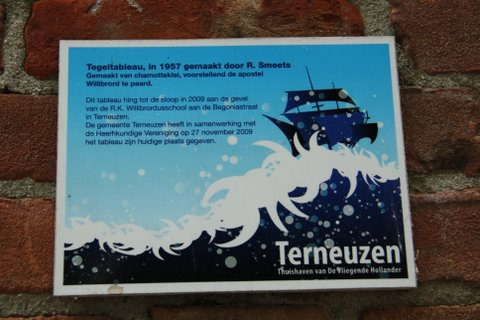 Tegeltableau, in 1957 gemaakt door R. Smeets
Gemaakt van chamotteklei, voorstellend de apostel
Willibrord te paard.
Dit tableau hing tot de sloop in 2009 aan de gevel
van de R.K. Willibrordusschool aan de Begoniastraat
in Terneuzen.
De gemeente Terneuzen heeft in samenwerking met
de Heemkundige Vereniging op 27 november 2009
het tableau zijn huidige plaats gegeven.
Terneuzen
Thuishaven van De Vliegende Hollander